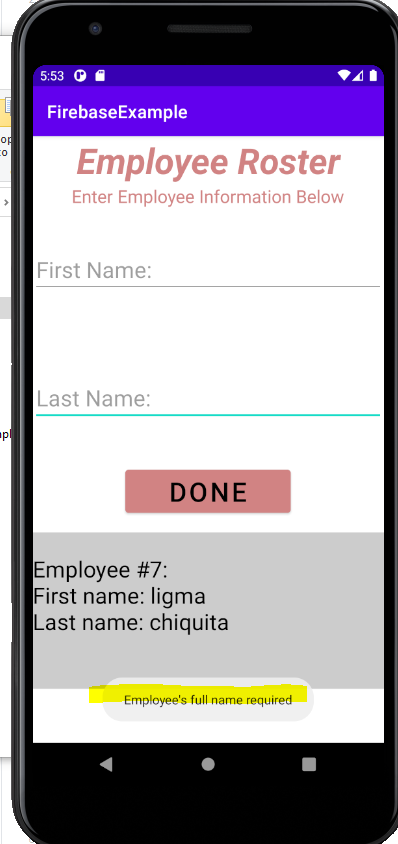 5:53
FirebaseExample
Employee Roster
Enter Employee Information Below
First Name:
Last Name:
DONE
Employee #7:
First name: ligma
Last name: chiquita
Employee's full name required